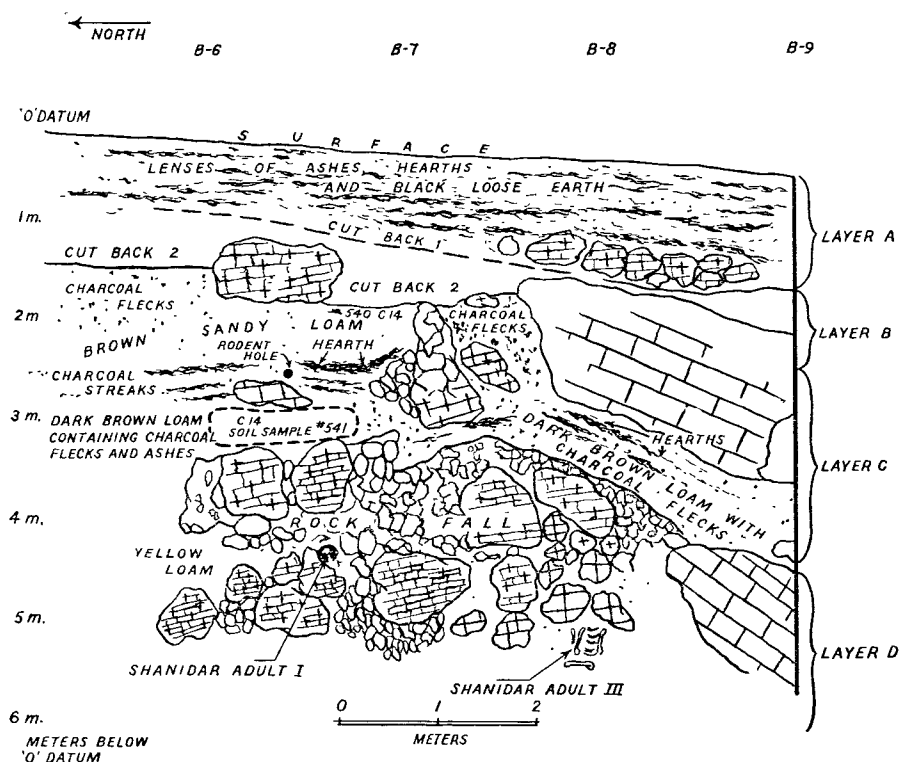 NORTH
B-6 B-7 B-8 B-9
'O' DATUM
SURFACE
LENSES OF ASHES, HEARTHS
AND BLACK LOOSE EARTH
1 m.
CUT BACK 1
LAYER A
CUT BACK 2
CUT BACK 2
CHARCOAL
FLECKS
540 C14
CHARCOAL
FLECKS
2 m
SANDY LOAM
LAYER B
BROWN
RODENT
HOLE
HEARTH
CHARCOAL
STREAKS
3 m.
DARK BROWN LOAM
CONTAINING CHARCOAL
FLECKS AND ASHES
C14
SOIL SAMPLE #541
HEARTHS
DARK BROWN LOAM WITH
CHARCOAL FLECKS
LAYER C
4 m.
ROCK FALL
YELLOW
LOAM
5 m.
SHANIDAR ADULT I
SHANIDAR ADULT III
LAYER D
6 m.
0 1 2
METERS
METERS BELOW
'O' DATUM